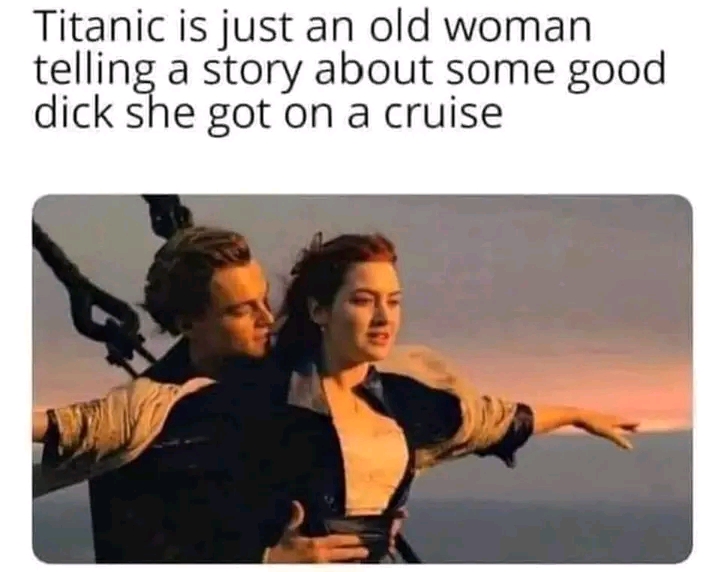 Titanic is just an old woman
telling a story about some good
dick she got on a cruise